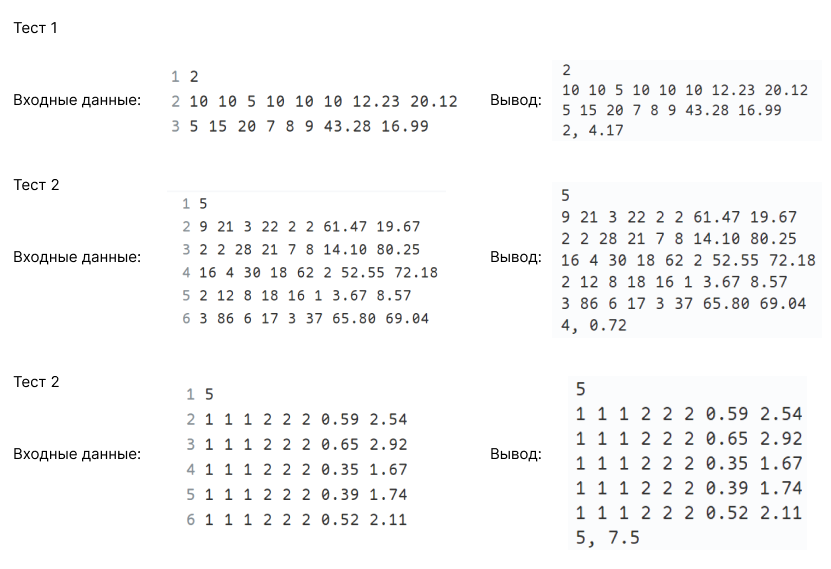 Тест 1
Входные данные:
1 2
2 10 10 5 10 10 10 12.23 20.12
3 5 15 20 7 8 9 43.28 16.99
Вывод:
2
10 10 5 10 10 10 12.23 20.12
5 15 20 7 8 9 43.28 16.99
2, 4.17
Тест 2
Входные данные:
1 5
2 9 21 3 22 2 2 61.47 19.67
3 2 2 28 21 7 8 14.10 80.25
4 16 4 30 18 62 2 52.55 72.18
5 2 12 8 18 16 1 3.67 8.57
6 3 86 6 17 3 37 65.80 69.04
Вывод:
5
9 21 3 22 2 2 61.47 19.67
2 2 28 21 7 8 14.10 80.25
16 4 30 18 62 2 52.55 72.18
2 12 8 18 16 1 3.67 8.57
3 86 6 17 3 37 65.80 69.04
4, 0.72
Тест 2
Входные данные:
1 5
2 1 1 1 2 2 2 0.59 2.54
3 1 1 1 2 2 2 0.65 2.92
4 1 1 1 2 2 2 0.35 1.67
5 1 1 1 2 2 2 0.39 1.74
6 1 1 1 2 2 2 0.52 2.11
Вывод:
5
1 1 1 2 2 2 0.59 2.54
1 1 1 2 2 2 0.65 2.92
1 1 1 2 2 2 0.35 1.67
1 1 1 2 2 2 0.39 1.74
1 1 1 2 2 2 0.52 2.11
5, 7.5